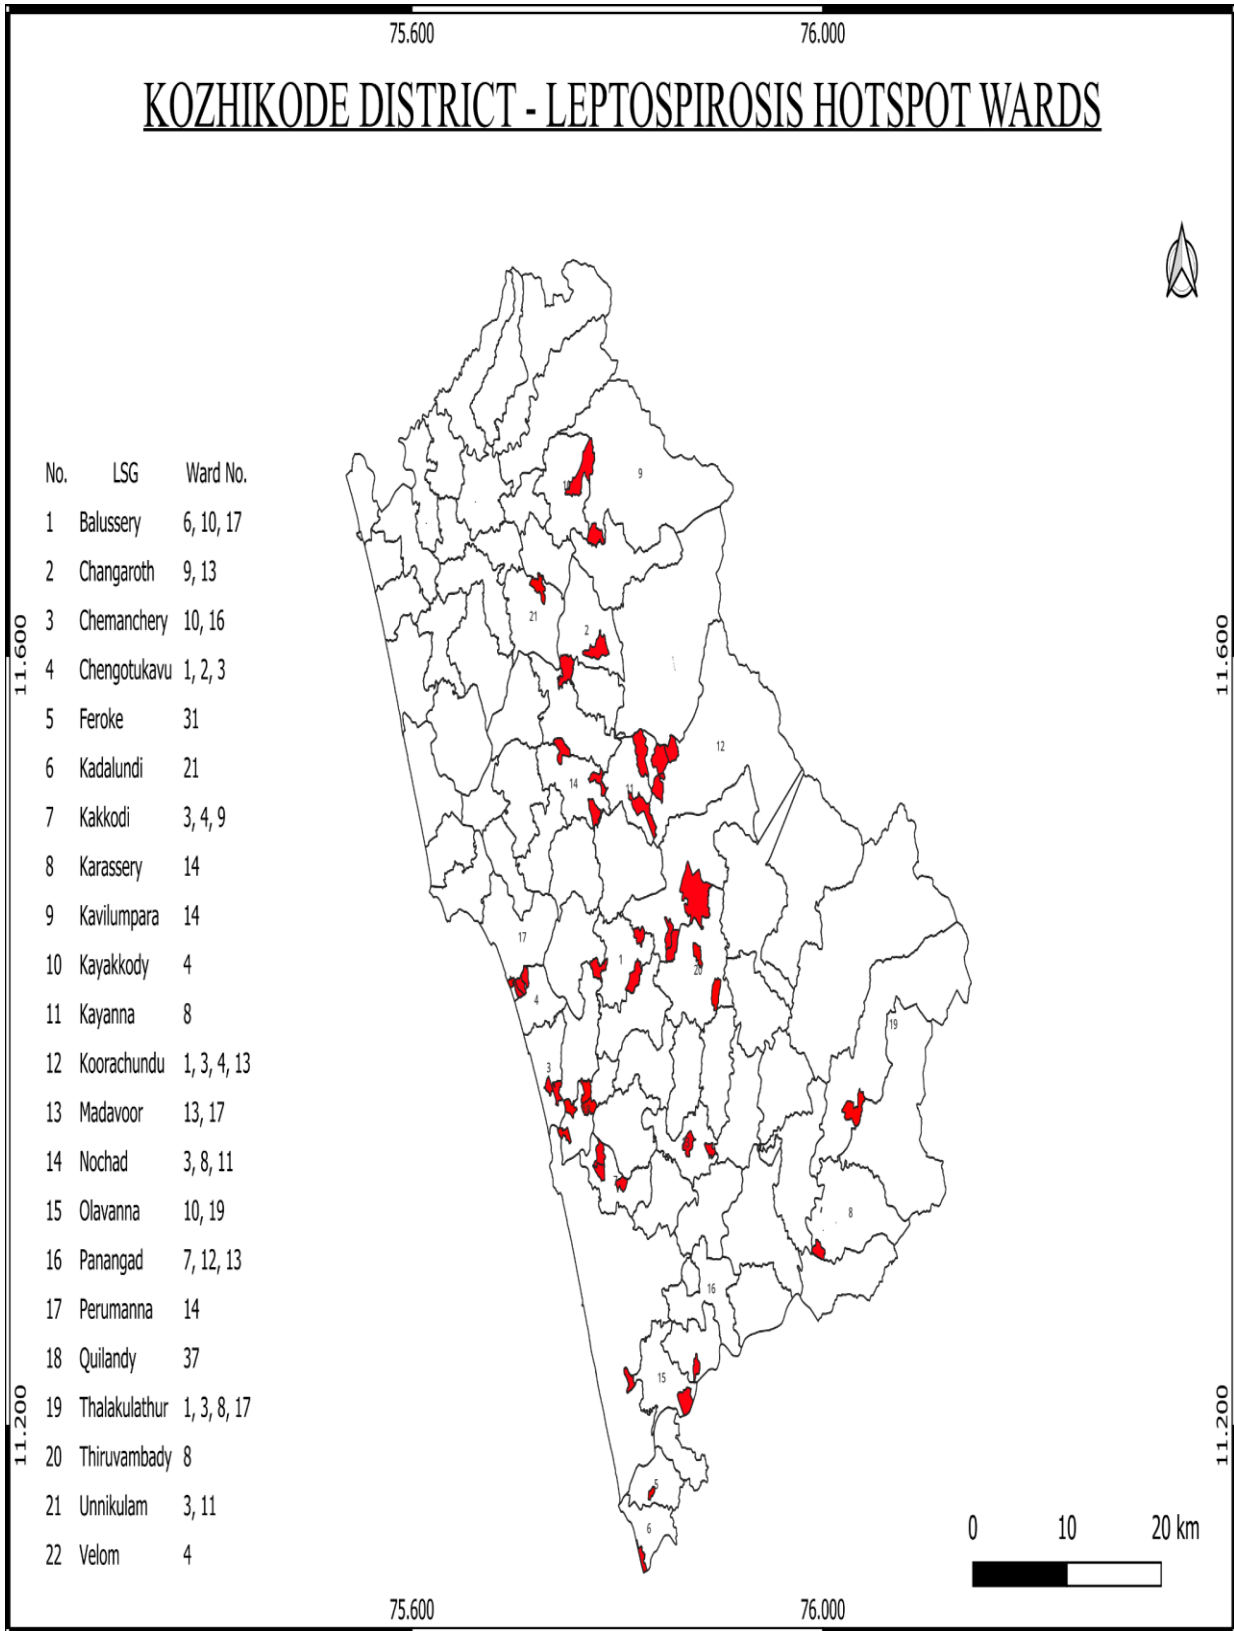 75.600 76.000
KOZHIKODE DISTRICT - LEPTOSPIROSIS HOTSPOT WARDS
No. LSG Ward No.
1 Balussery 6, 10, 17
2 Changaroth 9, 13
3 Chemanchery 10, 16
4 Chengotukavu 1, 2, 3
5 Feroke 31
6 Kadalundi 21
7 Kakkodi 3, 4, 9
8 Karassery 14
9 Kavilumpara 14
10 Kayakkody 4
11 Kayanna 8
12 Koorachundu 1, 3, 4, 13
13 Madavoor 13, 17
14 Nochad 3, 8, 11
15 Olavanna 10, 19
16 Panangad 7, 12, 13
17 Perumanna 14
18 Quilandy 37
19 Thalakulathur 1, 3, 8, 17
20 Thiruvambady 8
21 Unnikulam 3, 11
22 Velom 4
11.600
11.200
9
10
21
2
12
14
11
17
1
20
4
19
3
7
8
16
15
5
6
11.600
11.200
0 10 20 km
75.600 76.000